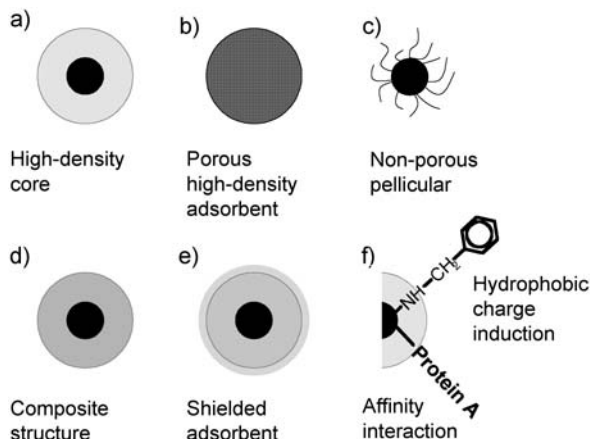 a)
b)
c)
High-density
core
Porous
high-density
adsorbent
Non-porous
pellicular
d)
e)
f)
NH
CH2
Hydrophobic
charge
induction
Protein A
Composite
structure
Shielded
adsorbent
Affinity
interaction